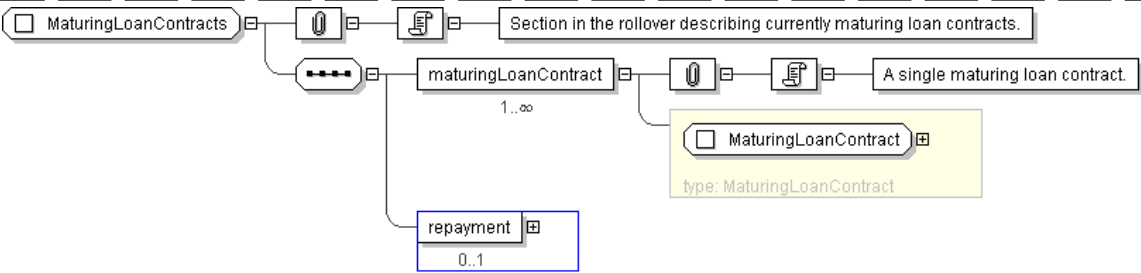 MaturingLoanContracts
Section in the rollover describing currently maturing loan contracts.
maturingLoanContract
A single maturing loan contract.
1..∞
MaturingLoanContract
type: MaturingLoanContract
repayment
0..1